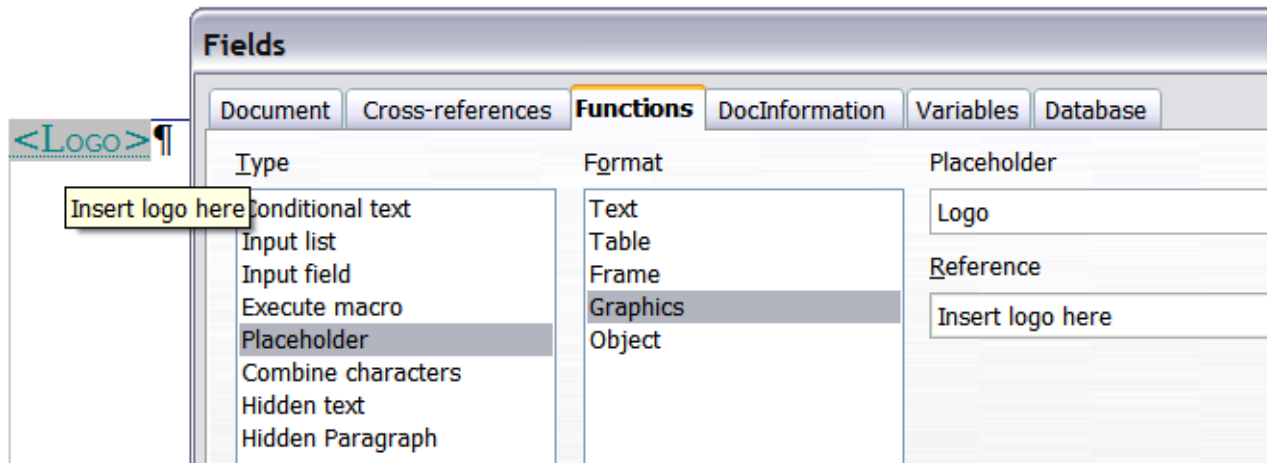 Fields
Document Cross-references Functions DocInformation Variables Database
<Logo>¶
Insert logo here
Type
Conditional text
Input list
Input field
Execute macro
Placeholder
Combine characters
Hidden text
Hidden Paragraph
Format
Text
Table
Frame
Graphics
Object
Placeholder
Logo
Reference
Insert logo here